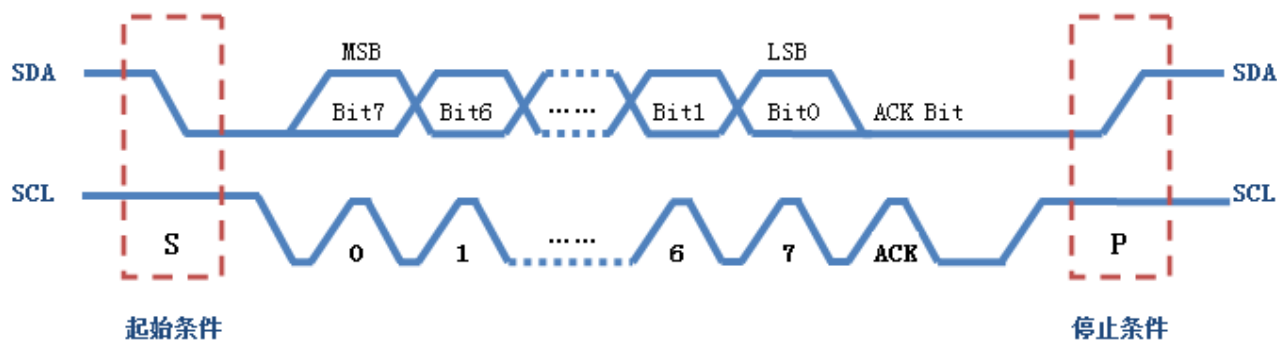 MSB LSB
SDA SDA
Bit7 Bit6 …… Bit1 Bit0 ACK Bit
SCL SCL
S 0 1 …… 6 7 ACK P
起始条件 停止条件